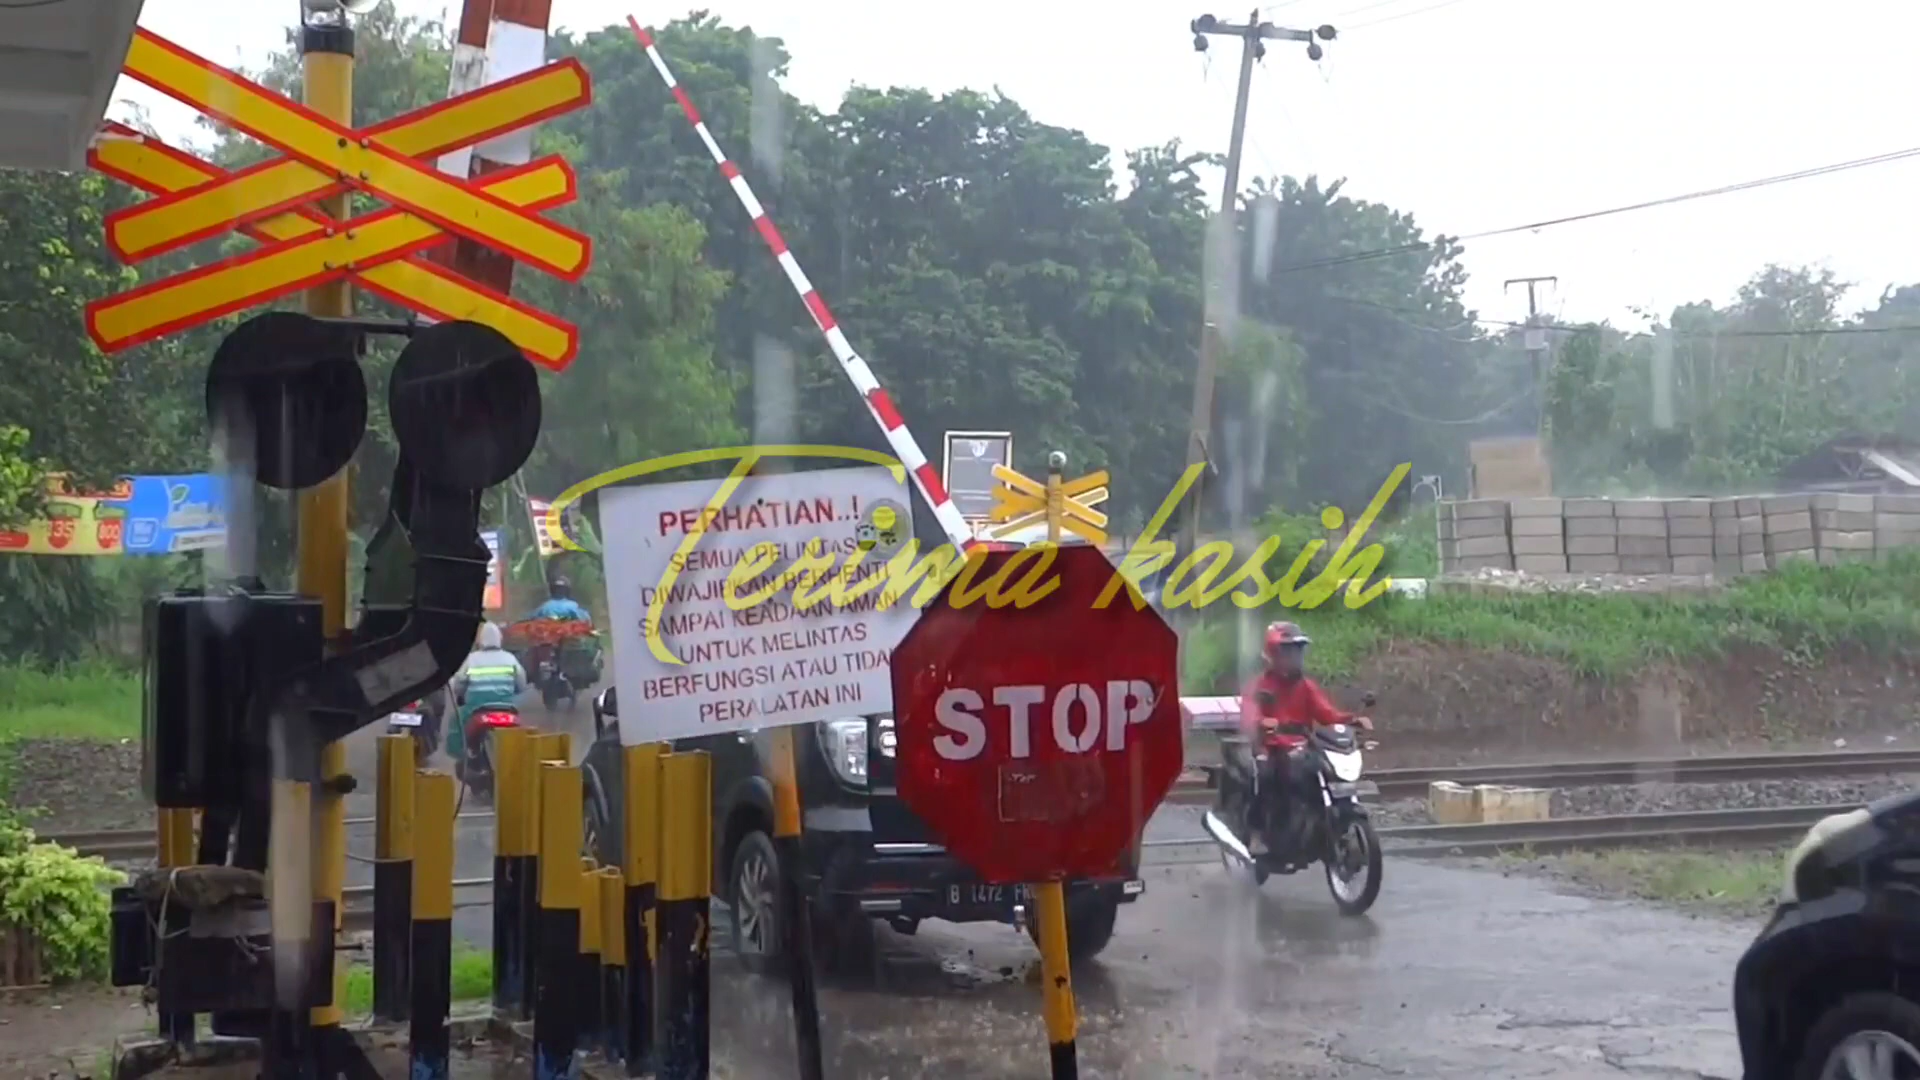 PERHATIAN..!
SEMUA PELINTAS
DIWAJIBKAN BERHENTI
SAMPAI KEADAAN AMAN
UNTUK MELINTAS
BERFUNGSI ATAU TIDAK
PERALATAN INI
Terima kasih
STOP
B 1472